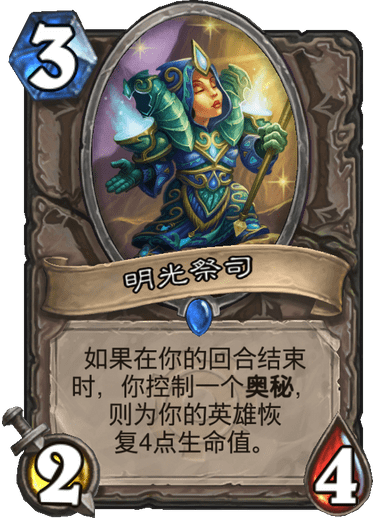 3
明光祭司
如果在你的回合结束
时，你控制一个奥秘，
则为你的英雄恢
复4点生命值。
2
4